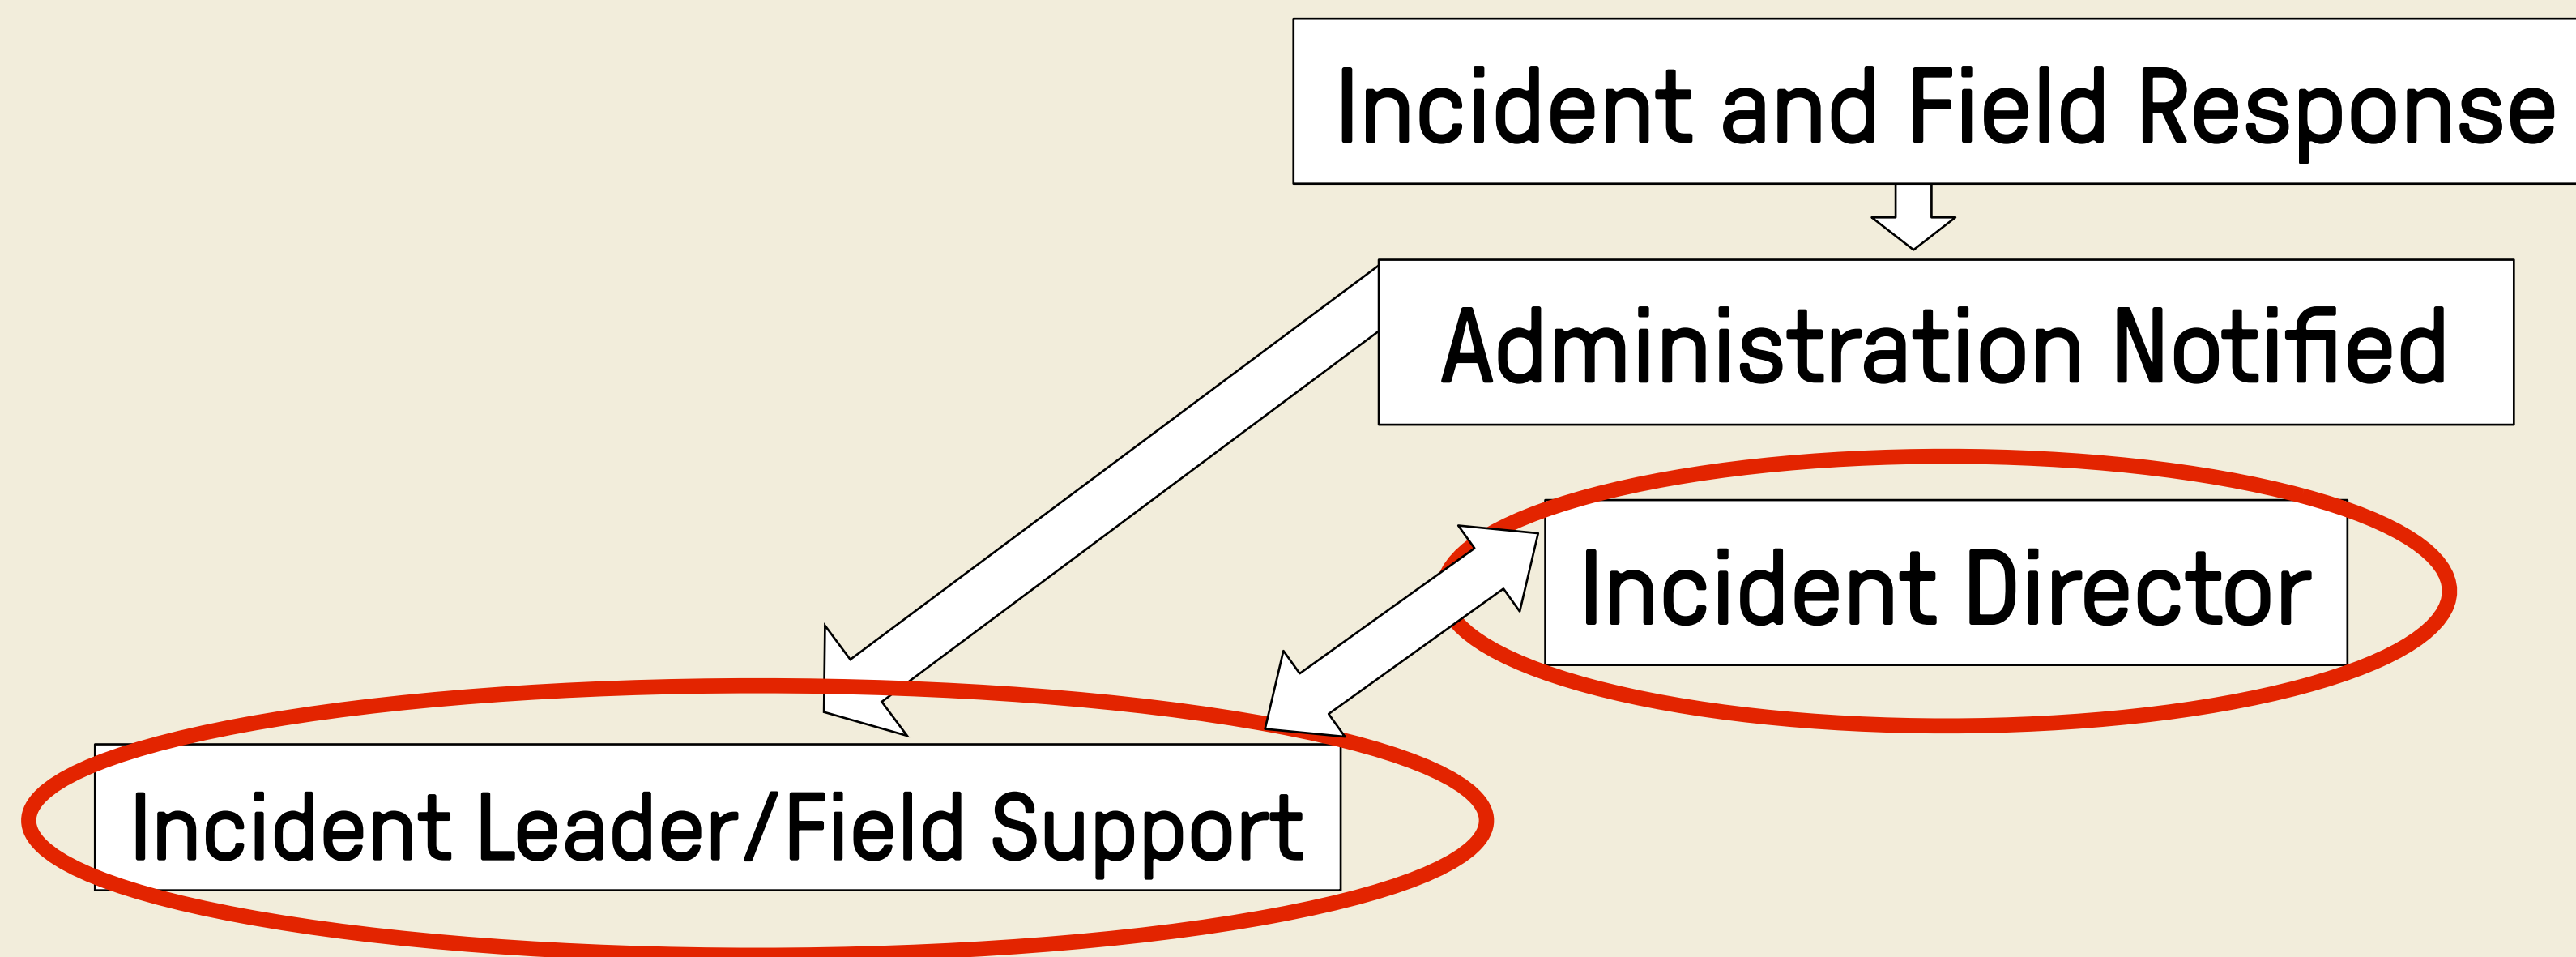 Incident and Field Response
Administration Notified
Incident Director
Incident Leader/Field Support